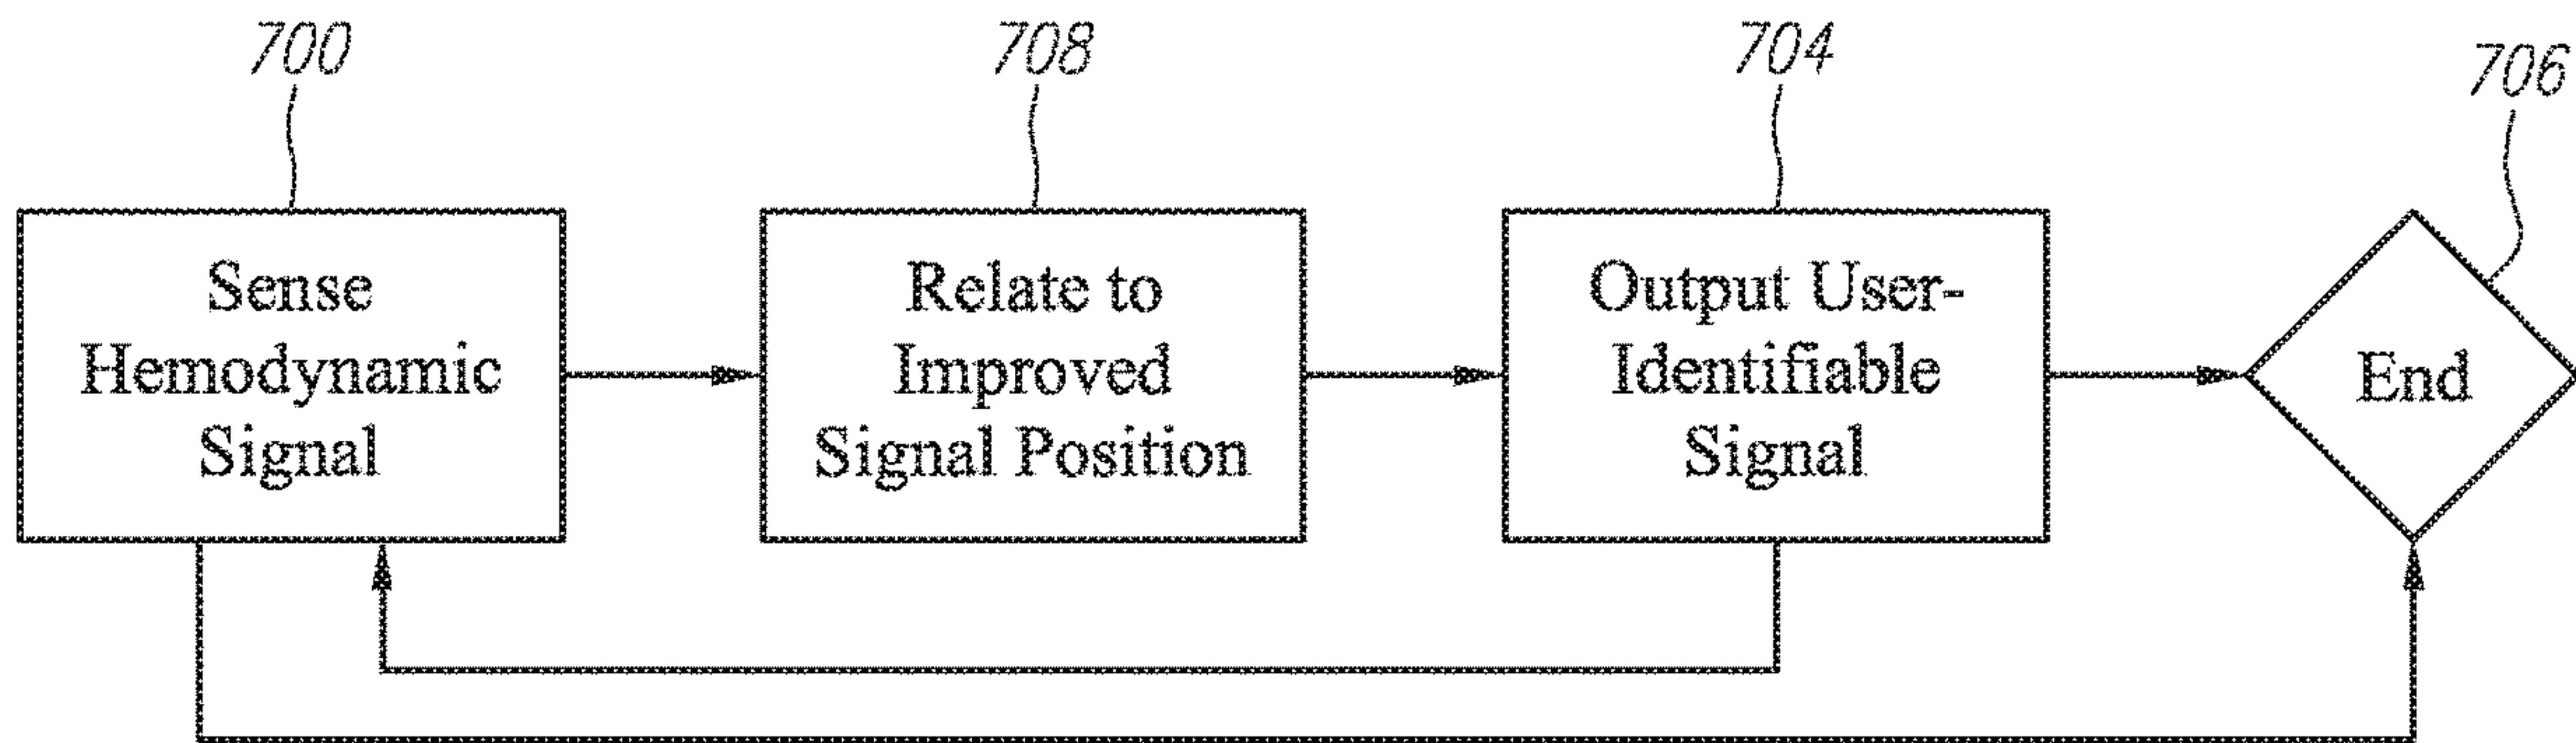 700
708
704
706
Sense
Hemodynamic
Signal
Relate to
Improved
Signal Position
Output User-
Identifiable
Signal
End